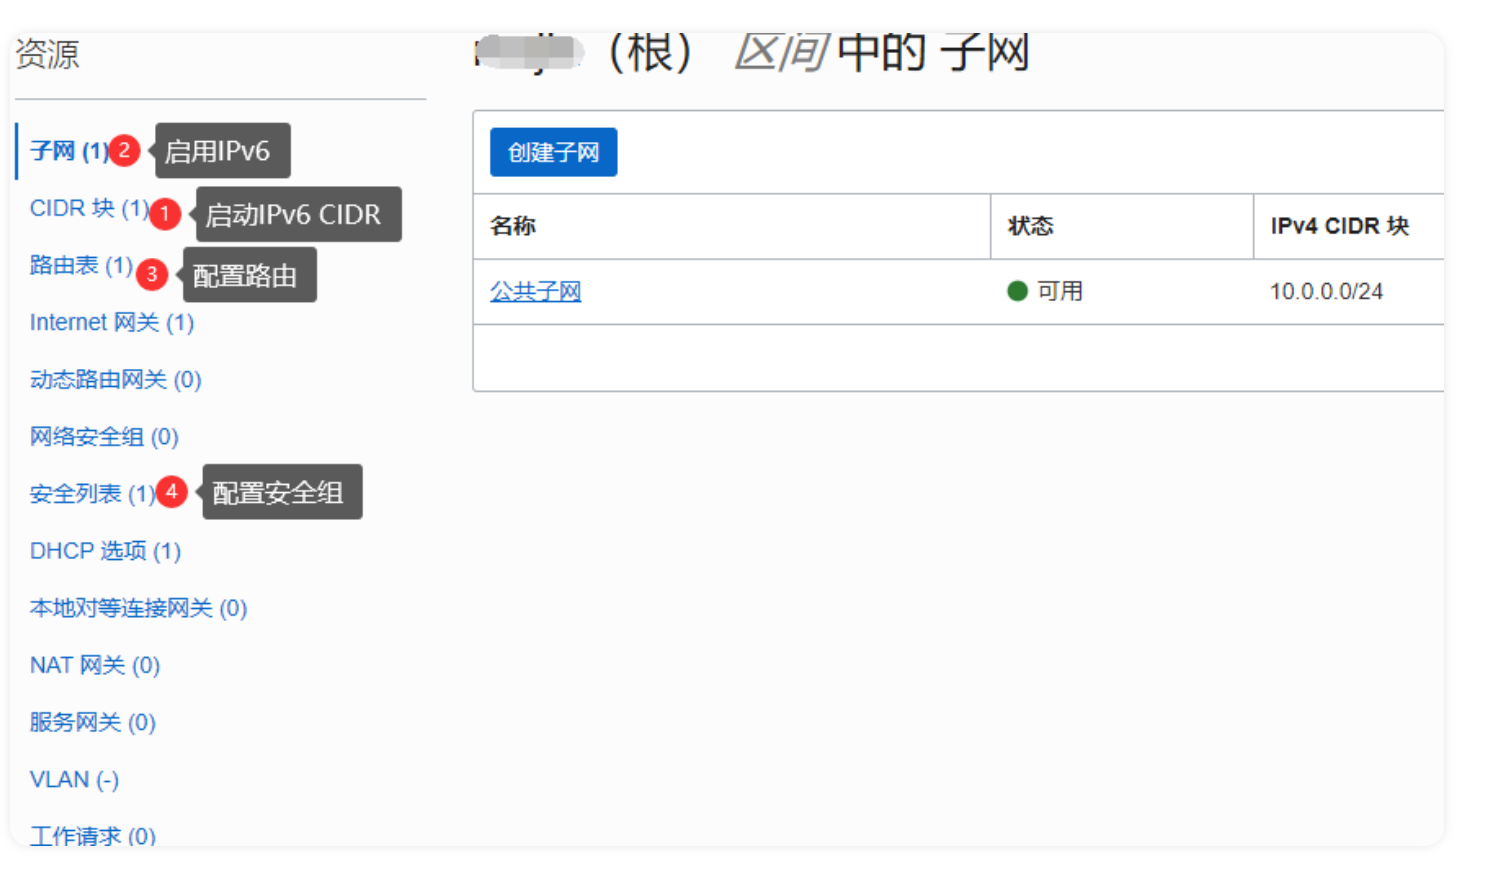 资源
（根） 区间 中的 子网
子网 (1) 2 启用IPv6
CIDR 块 (1) 1 启动IPv6 CIDR
路由表 (1) 3 配置路由
Internet 网关 (1)
动态路由网关 (0)
网络安全组 (0)
安全列表 (1) 4 配置安全组
DHCP 选项 (1)
本地对等连接网关 (0)
NAT 网关 (0)
服务网关 (0)
VLAN (-)
工作请求 (0)
创建子网
名称 状态 IPv4 CIDR 块
公共子网 可用 10.0.0.0/24